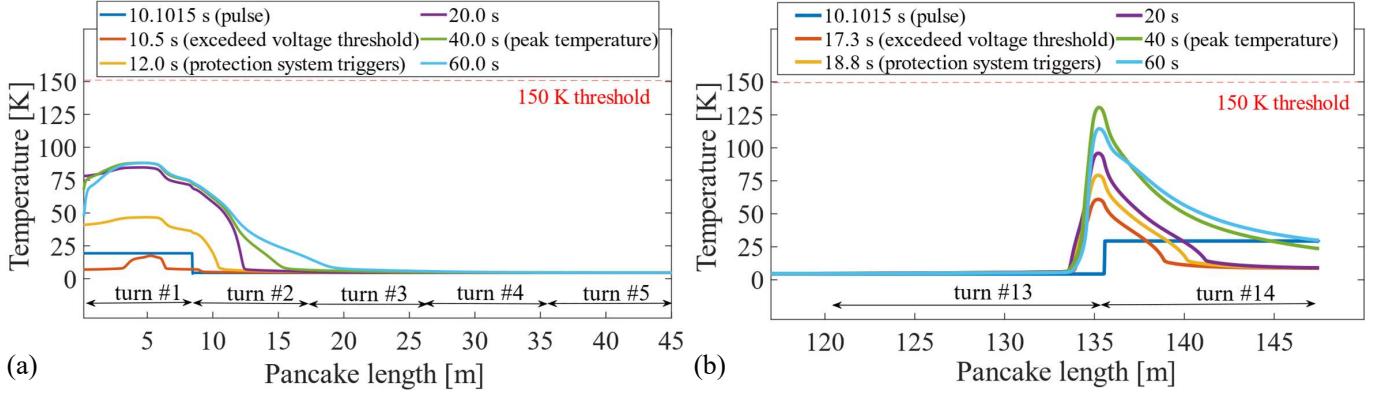 10.1015 s (pulse)
20.0 s
10.5 s (excedeed voltage threshold)
40.0 s (peak temperature)
12.0 s (protection system triggers)
60.0 s
150 K threshold
Temperature [K]
150
125
100
75
50
25
0
turn #1
turn #2
turn #3
turn #4
turn #5
5
10
15
20
25
30
35
40
45
Pancake length [m]
(a)
10.1015 s (pulse)
20 s
17.3 s (excedeed voltage threshold)
40 s (peak temperature)
18.8 s (protection system triggers)
60 s
150 K threshold
Temperature [K]
150
125
100
75
50
25
0
turn #13
turn #14
120
125
130
135
140
145
Pancake length [m]
(b)